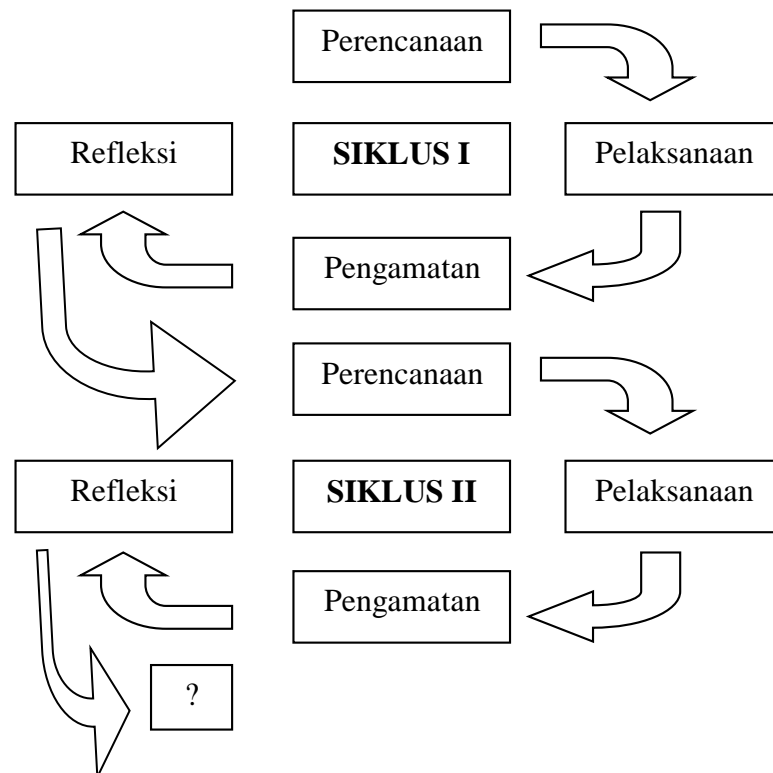 Perencanaan
Refleksi
SIKLUS I
Pelaksanaan
Pengamatan
Perencanaan
Refleksi
SIKLUS II
Pelaksanaan
Pengamatan
?